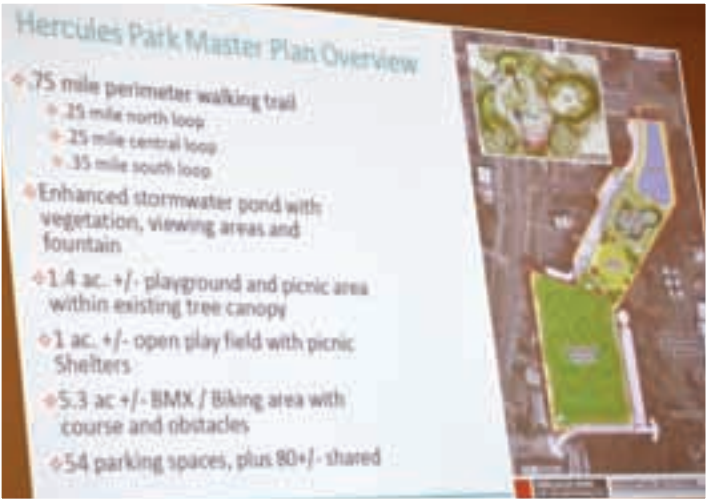 Hercules Park Master Plan Overview
.75 mile perimeter walking trail
.25 mile north loop
.25 mile central loop
.35 mile south loop
Enhanced stormwater pond with
vegetation, viewing areas and
fountain
1.4 ac. +/- playground and picnic area
within existing tree canopy
1 ac. +/- open play field with picnic
Shelters
5.3 ac +/- BMX / Biking area with
course and obstacles
54 parking spaces, plus 80+/- shared